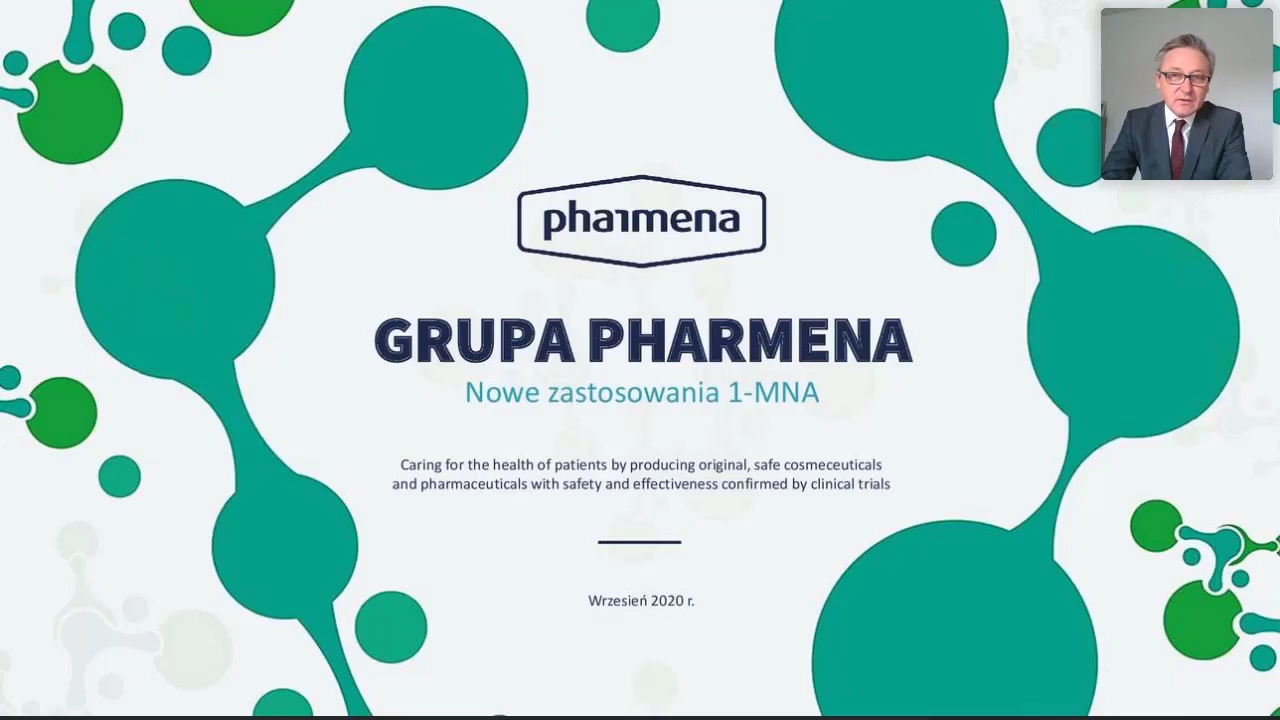 pharmena
GRUPA PHARMENA
Nowe zastosowania 1-MNA
Caring for the health of patients by producing original, safe cosmeceuticals
and pharmaceuticals with safety and effectiveness confirmed by clinical trials
Wrzesień 2020 r.